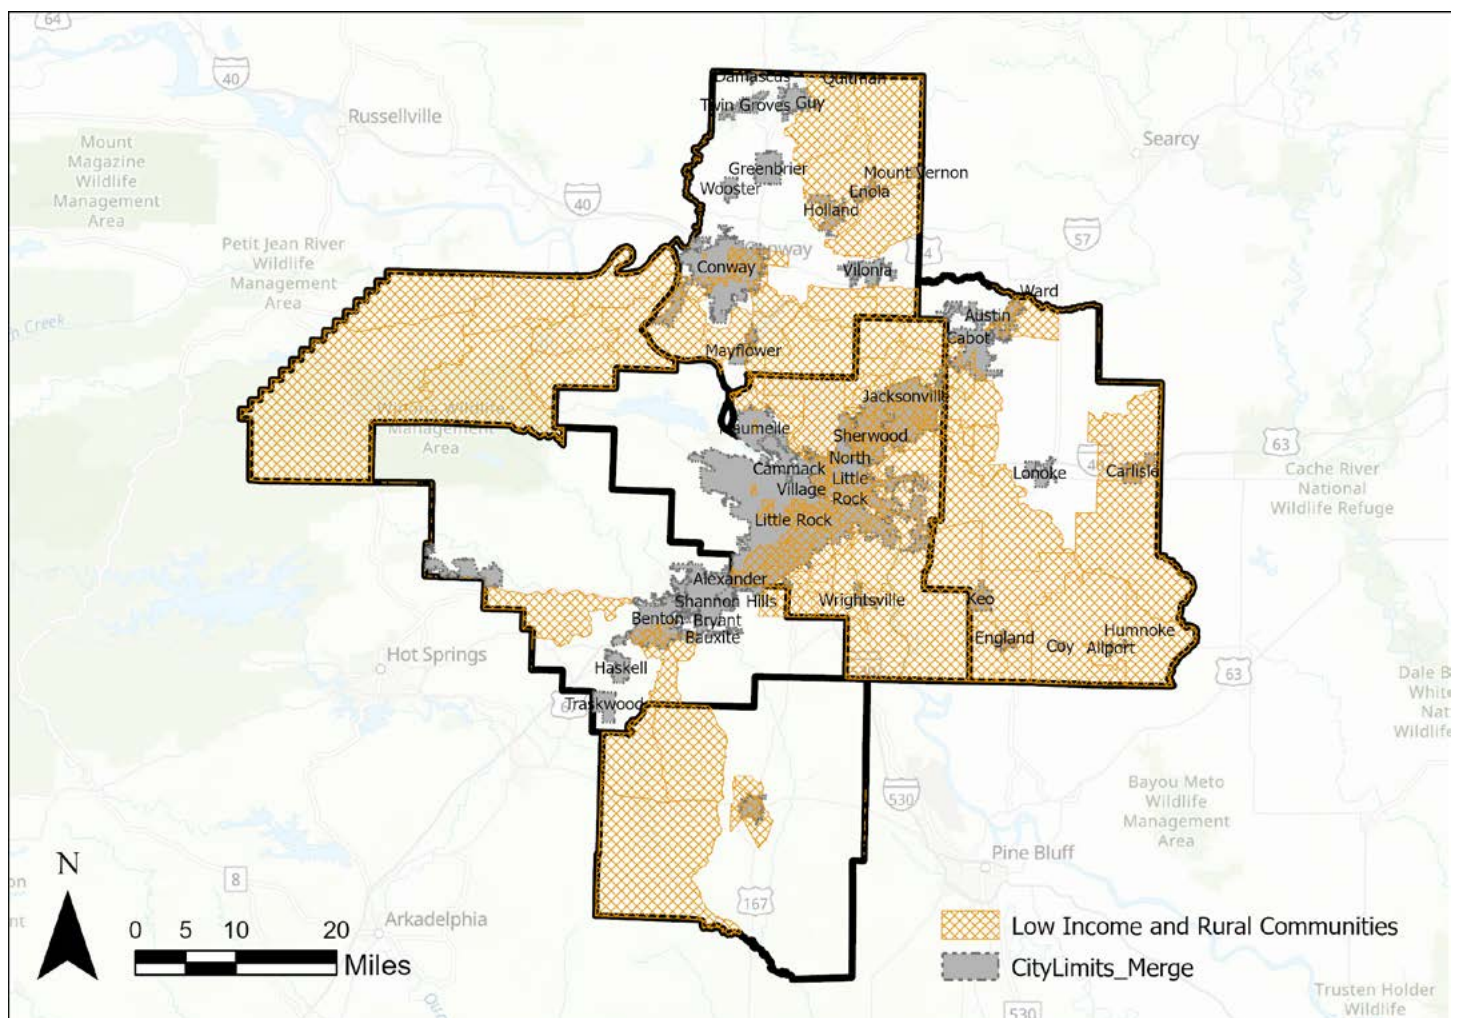 64
40
Russellville
Mount
Magazine
Wildlife
Management
Area
Damascus
Quitman
Twin Groves
Guy
Searcy
Greenbrier
Wooster
Mount Vernon
Enola
Holland
40
57
Petit Jean River
Wildlife
Management
Area
Conway
Vilonia
Ward
Austin
Cabot
Creek
Mayflower
Jacksonville
Maumelle
Sherwood
Management
Area
North
Little
Rock
Cammack
Village
Little Rock
Lonoke
Carlisle
63
Cache River
National
Wildlife Refuge
Alexander
Shannon Hills
Benton
Bryant
Bauxite
Wrightsville
Keo
England
Coy
Allport
Humnoke
Hot Springs
Haskell
Traskwood
63
530
Bayou Meto
Wildlife
Management
Area
Pine Bluff
167
8
Arkadelphia
N
0 5 10 20
Miles
Low Income and Rural Communities
CityLimits_Merge
Trusten Holder
Wildlife
530